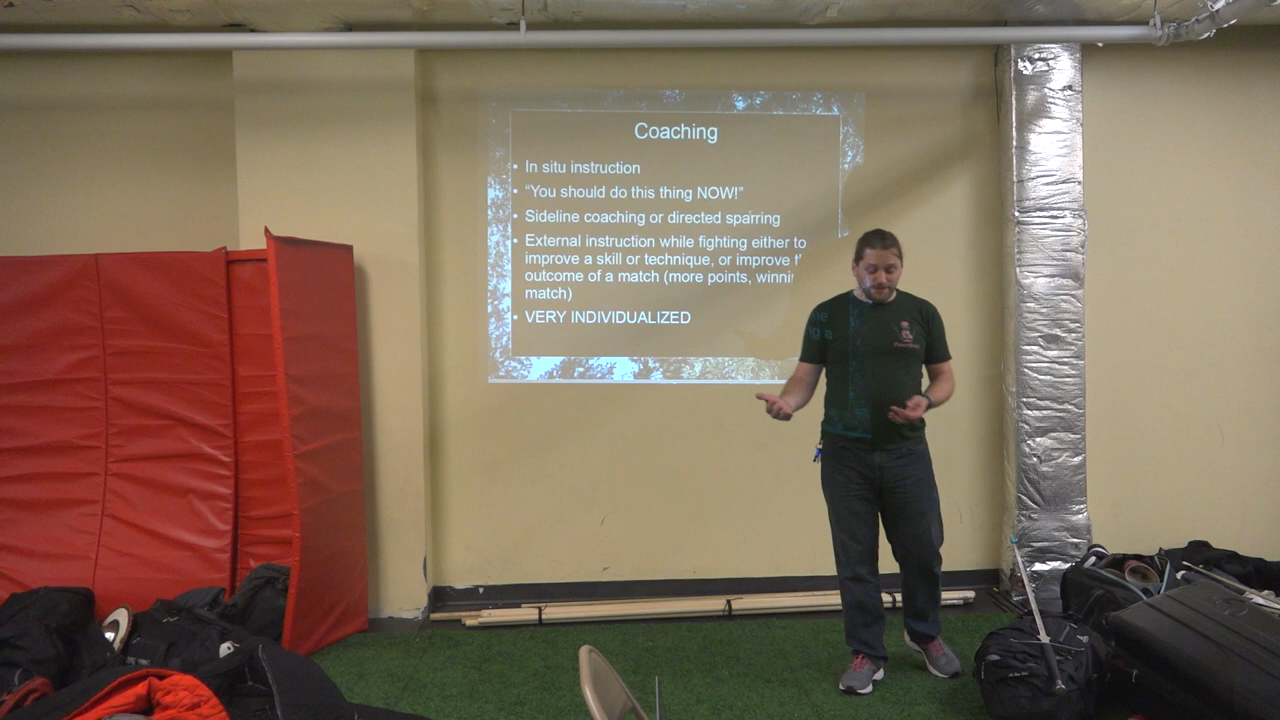 Coaching
• In situ instruction
• "You should do this thing NOW!"
• Sideline coaching or directed sparring
• External instruction while fighting either to
improve a skill or technique, or improve
outcome of a match (more points,
match)
• VERY INDIVIDUALIZED